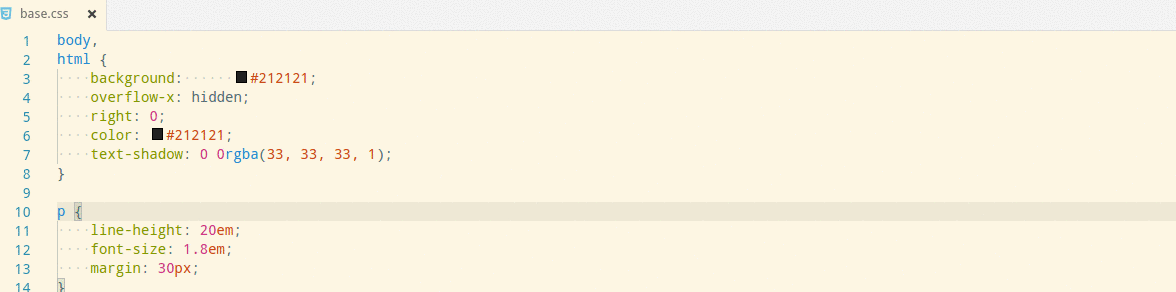 base.css ×
1 body,
2 html {
3 background: #212121;
4 overflow-x: hidden;
5 right: 0;
6 color: #212121;
7 text-shadow: 0 0rgba(33, 33, 33, 1);
8 }
9
10 p {
11 line-height: 20em;
12 font-size: 1.8em;
13 margin: 30px;
14 }